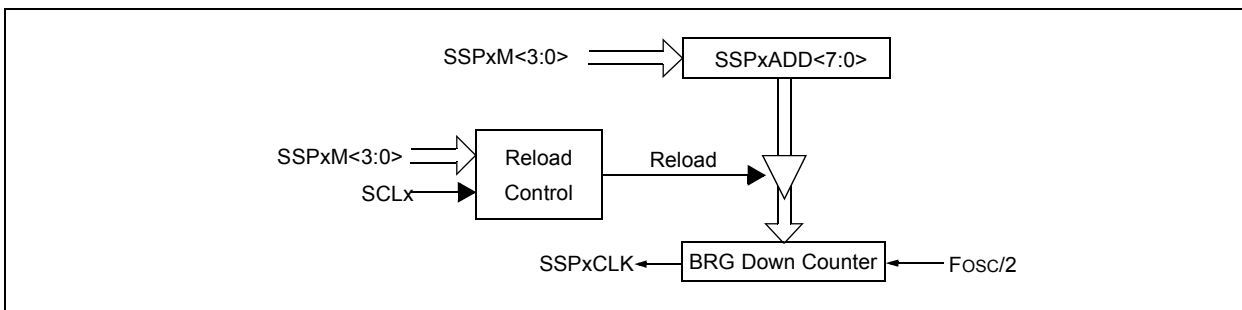 SSPxM<3:0>
SSPxADD<7:0>
SSPxM<3:0>
SCLx
Reload
Control
Reload
SSPxCLK
BRG Down Counter
FOSC/2